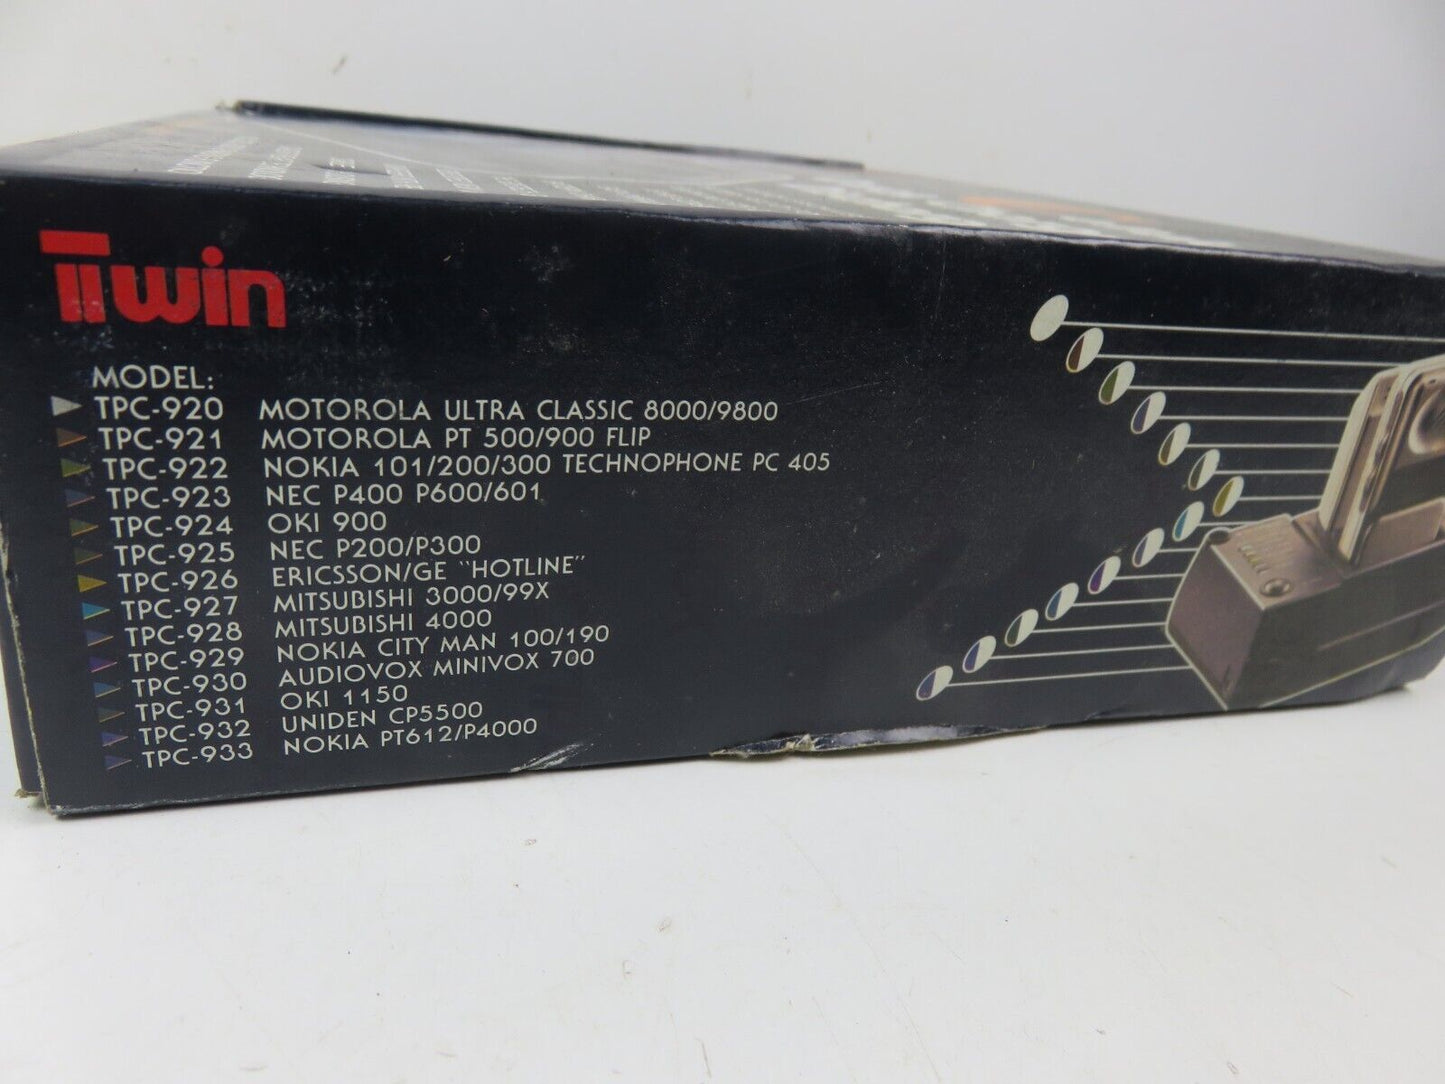 Twin
MODEL:
TPC-920 MOTOROLA ULTRA CLASSIC 8000/9800
TPC-921 MOTOROLA PT 500/900 FLIP
TPC-922 NOKIA 101/200/300 TECHNOPHONE PC 405
TPC-923 NEC P400 P600/601
TPC-924 OKI 900
TPC-925 NEC P200/P300
TPC-926 ERICSSON/GE "HOTLINE"
TPC-927 MITSUBISHI 3000/99X
TPC-928 MITSUBISHI 4000
TPC-929 NOKIA CITY MAN 100/190
TPC-930 AUDIOVOX MINIVOX 700
TPC-931 OKI 1150
TPC-932 UNIDEN CP5500
TPC-933 NOKIA PT612/P4000